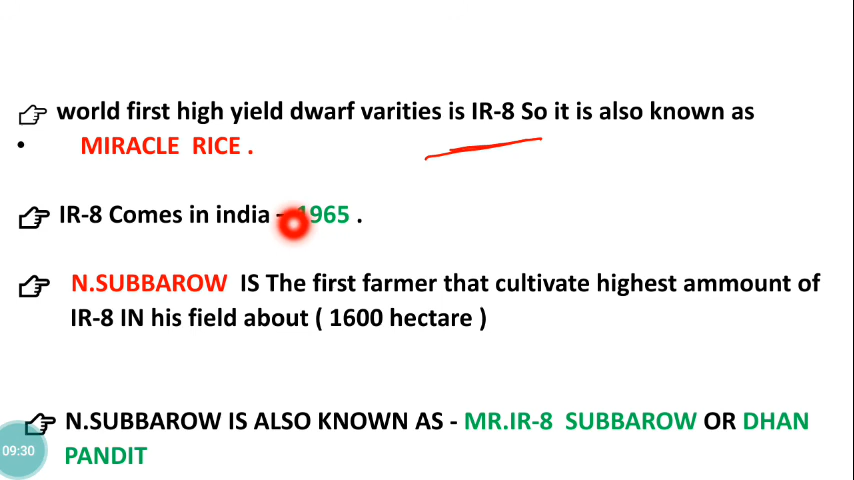 world first high yield dwarf varities is IR-8 So it is also known as
• MIRACLE RICE .
IR-8 Comes in india - 1965 .
N.SUBBAROW IS The first farmer that cultivate highest ammount of
IR-8 IN his field about ( 1600 hectare )
N.SUBBAROW IS ALSO KNOWN AS - MR.IR-8 SUBBAROW OR DHAN
09:30
PANDIT